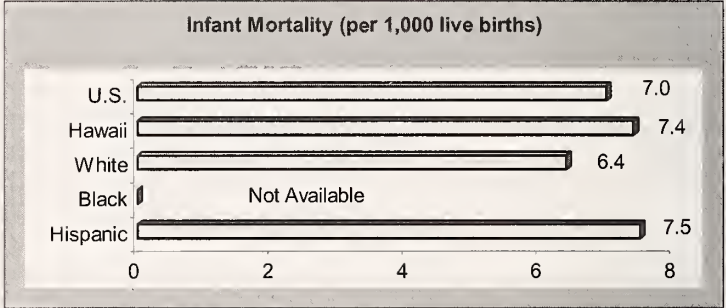 Infant Mortality (per 1,000 live births)
U.S. 7.0
Hawaii 7.4
White 6.4
Black Not Available
Hispanic 7.5
0 2 4 6 8